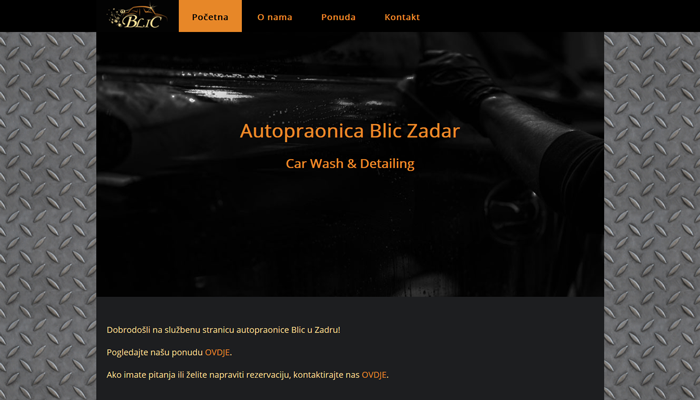 BLIC
Početna
O nama
Ponuda
Kontakt
Autopraonica Blic Zadar
Car Wash & Detailing
Dobrodošli na službenu stranicu autopraonice Blic u Zadru!
Pogledajte našu ponudu OVDJE.
Ako imate pitanja ili želite napraviti rezervaciju, kontaktirajte nas OVDJE.